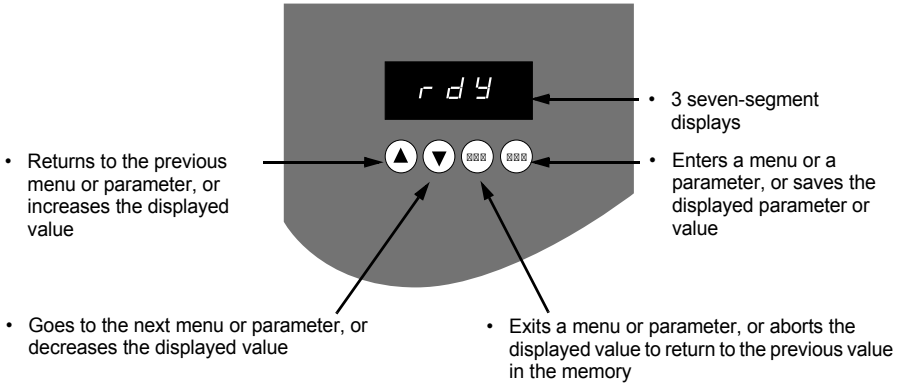 rdY
• 3 seven-segment
displays
• Returns to the previous
menu or parameter, or
increases the displayed
value
• Enters a menu or a
parameter, or saves the
displayed parameter or
value
• Goes to the next menu or parameter, or
decreases the displayed value
• Exits a menu or parameter, or aborts the
displayed value to return to the previous value
in the memory